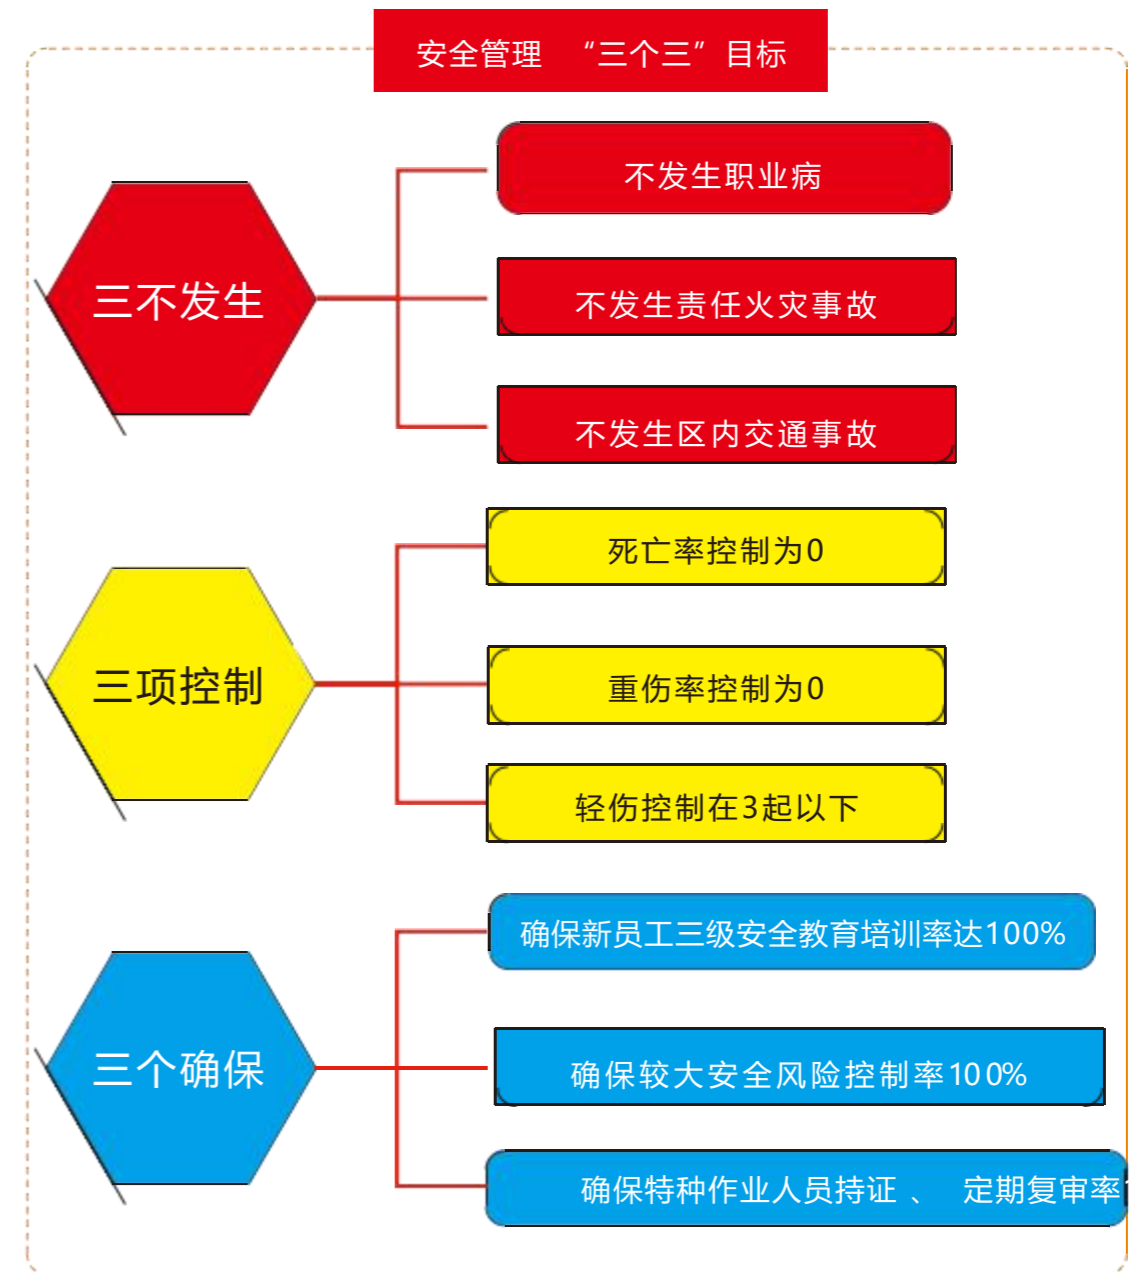 安全管理 “三个三”目标
三不发生
不发生职业病
不发生责任火灾事故
不发生区内交通事故
三项控制
死亡率控制为0
重伤率控制为0
轻伤控制在3起以下
三个确保
确保新员工三级安全教育培训率达100%
确保较大安全风险控制率100%
确保特种作业人员持证 、 定期复审率